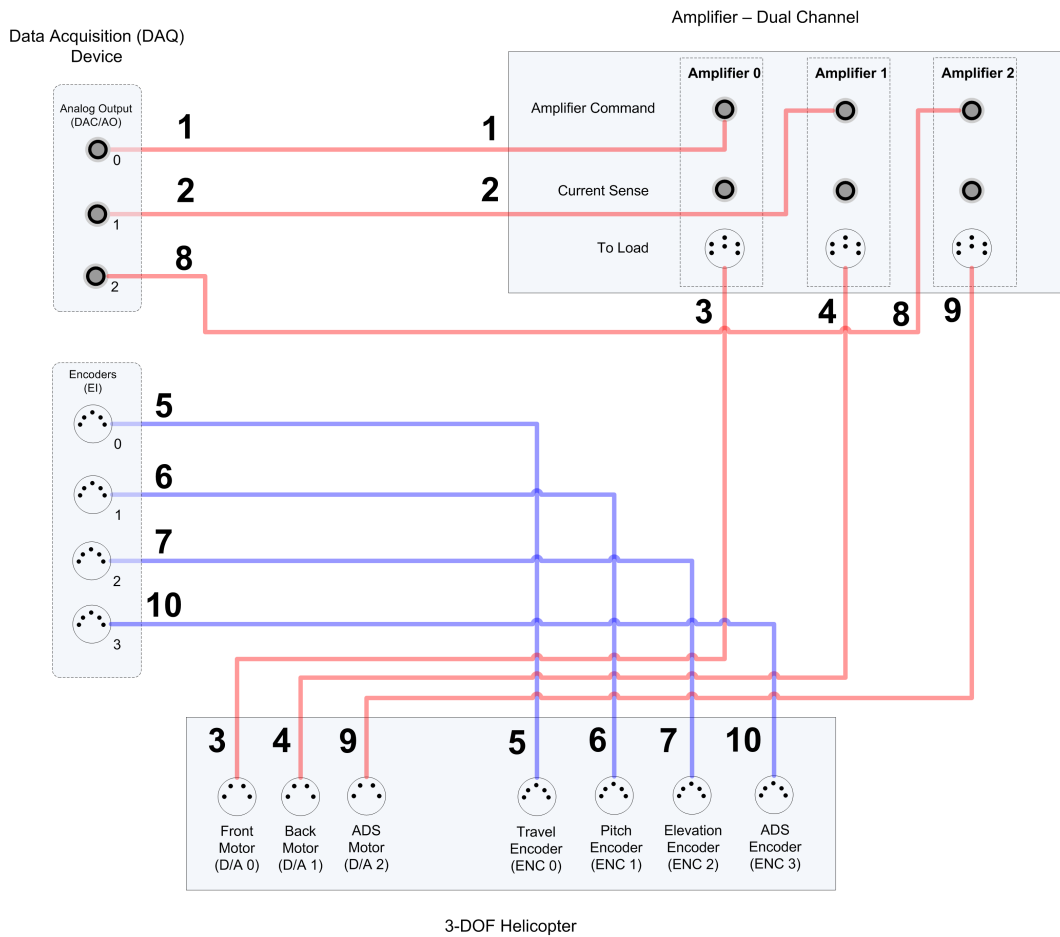 Amplifier – Dual Channel
Data Acquisition (DAQ)
Device
Analog Output
(DAC/AO)
0
1
2
1
1
2
2
8
Amplifier 0
Amplifier 1
Amplifier 2
Amplifier Command
Current Sense
To Load
3
4
8
9
Encoders
(EI)
0
1
2
3
5
6
7
10
3
4
9
5
6
7
10
Front
Motor
(D/A 0)
Back
Motor
(D/A 1)
ADS
Motor
(D/A 2)
Travel
Encoder
(ENC 0)
Pitch
Encoder
(ENC 1)
Elevation
Encoder
(ENC 2)
ADS
Encoder
(ENC 3)
3-DOF Helicopter